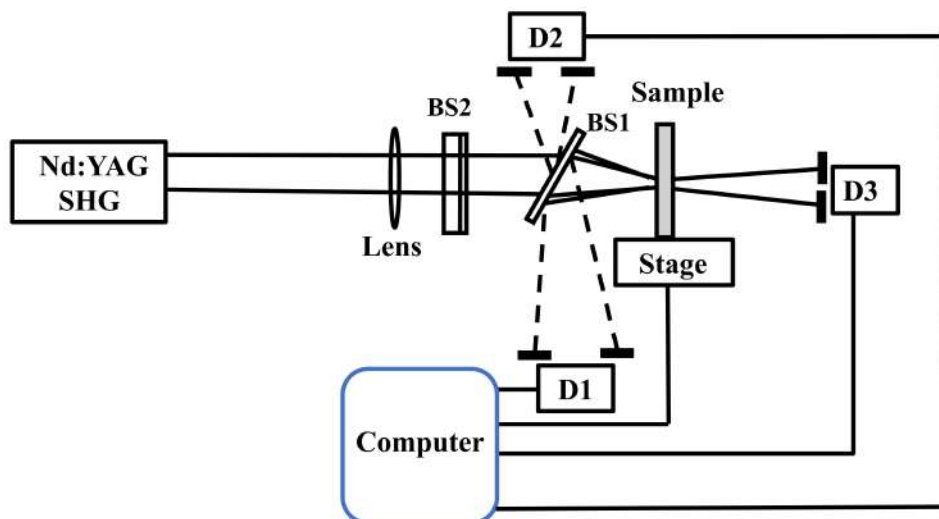 D2
Sample
BS2
BS1
Nd:YAG
SHG
D3
Lens
Stage
D1
Computer